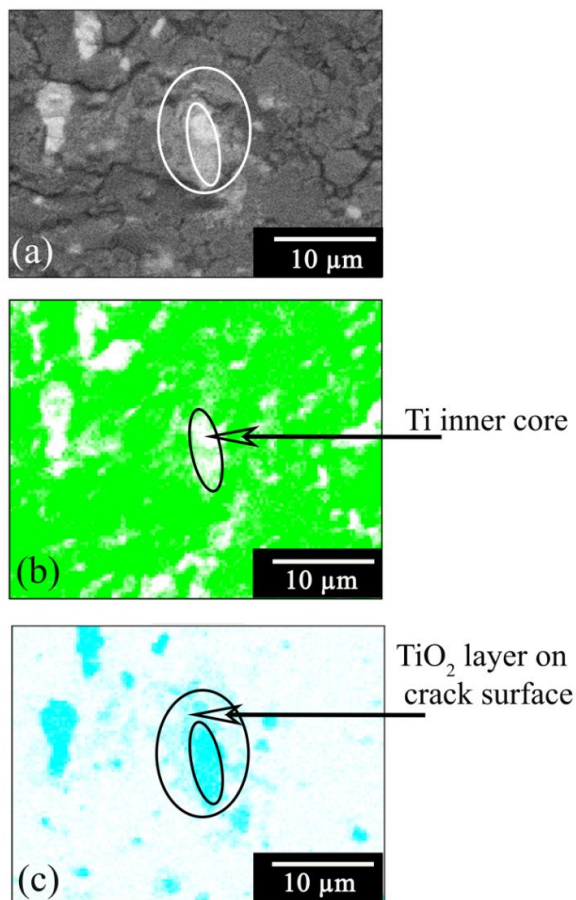 (a)
10 µm
Ti inner core
(b)
10 µm
TiO₂ layer on
crack surface
(c)
10 µm